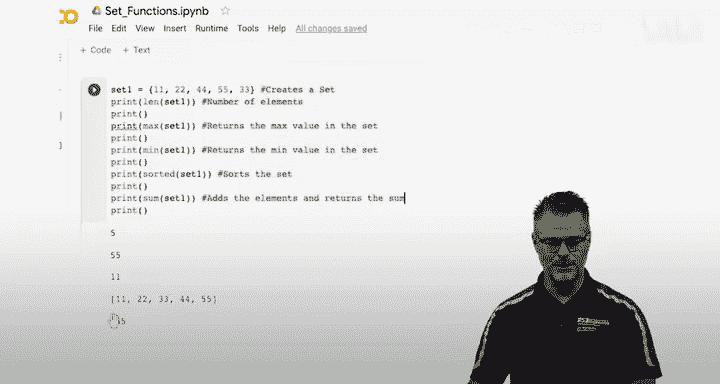 Set_Functions.ipynb
File Edit View Insert Runtime Tools Help All changes saved
+ Code + Text
set1 = {11, 22, 44, 55, 33} #Creates a Set
print(len(set1)) #Number of elements
print()
print(max(set1)) #Returns the max value in the set
print()
print(min(set1)) #Returns the min value in the set
print()
print(sorted(set1)) #Sorts the set
print()
print(sum(set1)) #Adds the elements and returns the sum
print()
5
55
11
[11, 22, 33, 44, 55]